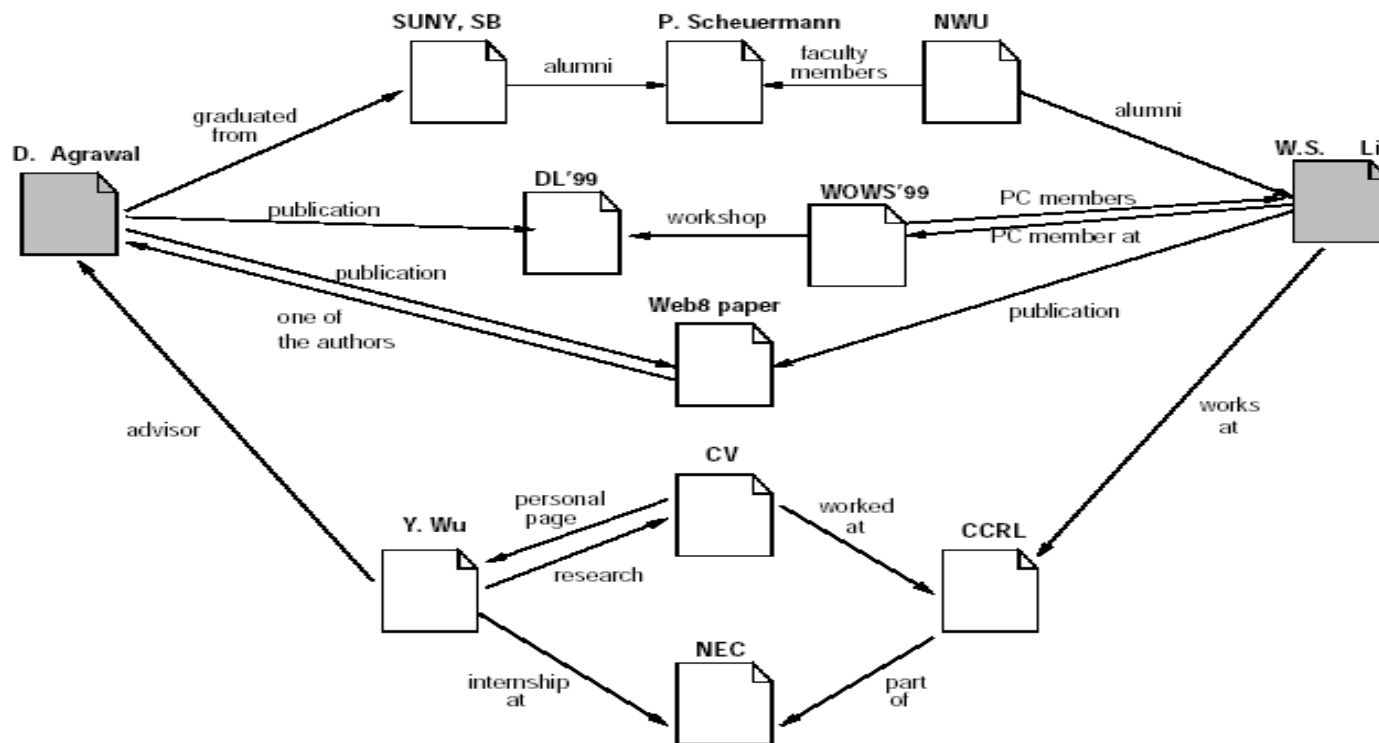 SUNY, SB
P. Scheuermann
NWU
alumni
faculty
members
graduated
from
alumni
D. Agrawal
W.S. Li
DL'99
WOWS'99
publication
workshop
PC members
PC member at
publication
Web8 paper
one of
the authors
publication
advisor
works
at
CV
personal
page
worked
at
Y. Wu
CCRL
research
NEC
internship
at
part
of